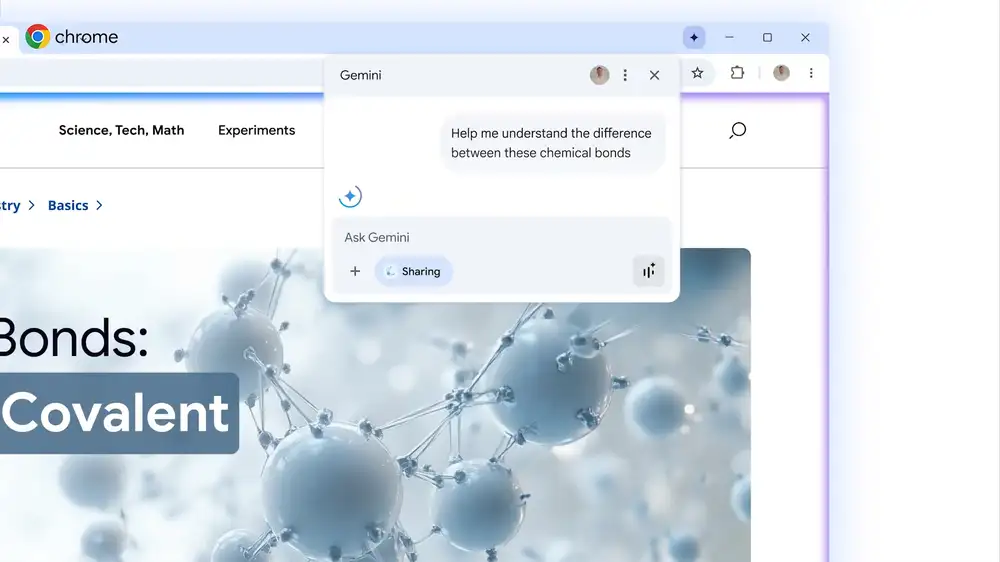 chrome
Gemini
Science, Tech, Math
Experiments
Help me understand the difference
between these chemical bonds
Basics
Ask Gemini
Sharing
Bonds:
Covalent